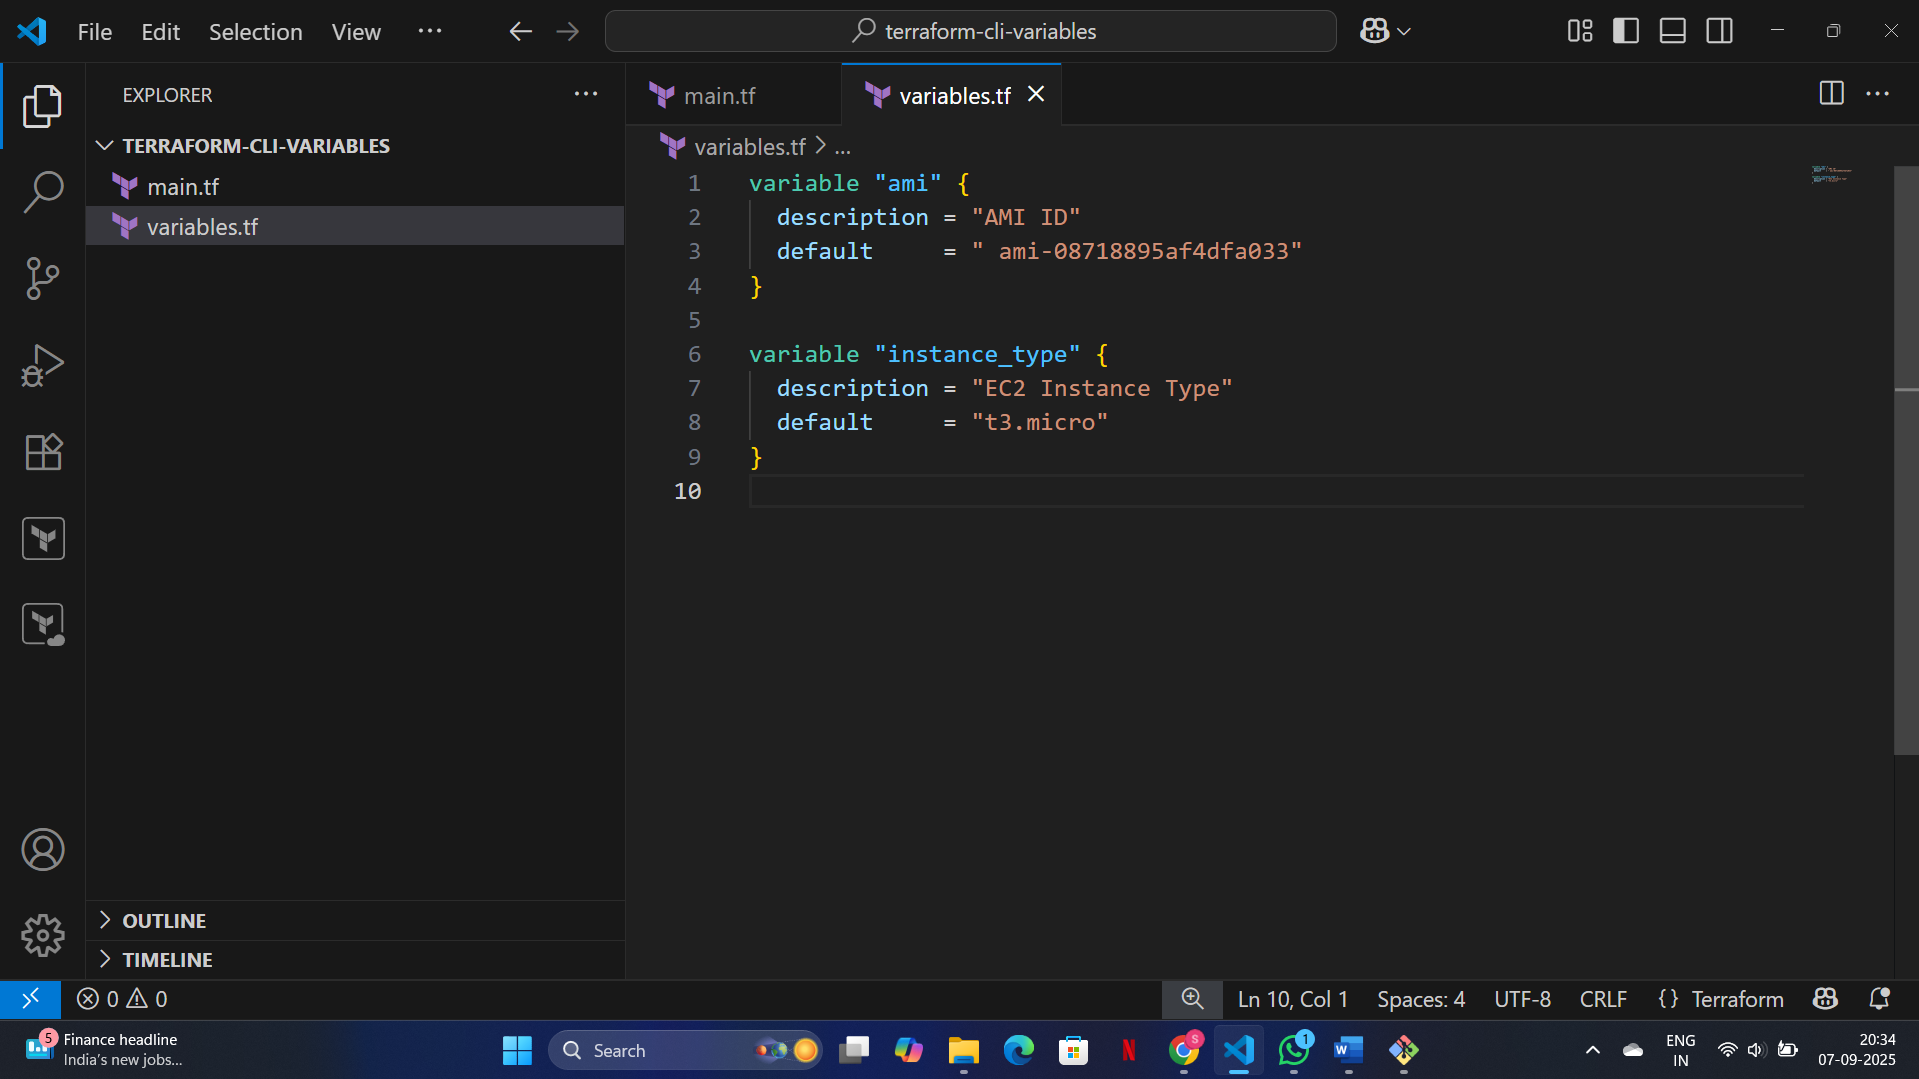 File Edit Selection View ···
terraform-cli-variables
EXPLORER
TERRAFORM-CLI-VARIABLES
main.tf
variables.tf
OUTLINE
TIMELINE
main.tf variables.tf
variables.tf > ...
1 variable "ami" {
2   description = "AMI ID"
3   default     = " ami-08718895af4dfa033"
4 }
5
6 variable "instance_type" {
7   description = "EC2 Instance Type"
8   default     = "t3.micro"
9 }
10
0 0
Ln 10, Col 1 Spaces: 4 UTF-8 CRLF {} Terraform
5 Finance headline
India's new jobs...
Search
S
1
ENG
IN
20:34
07-09-2025